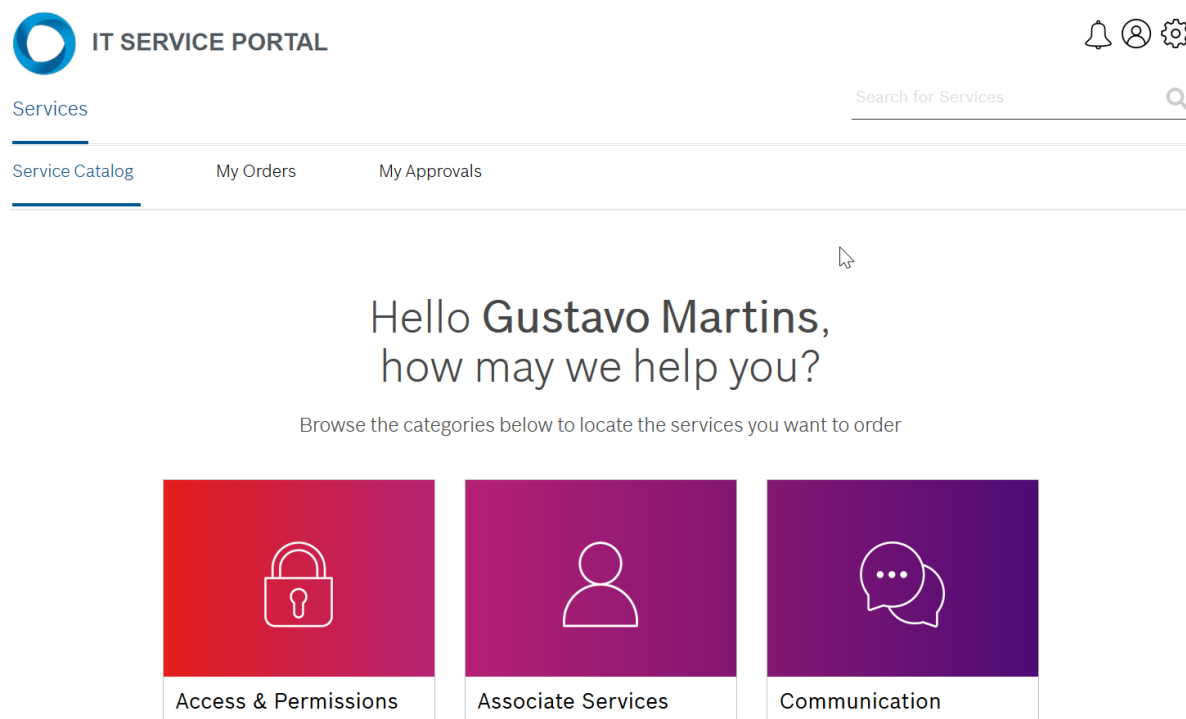 IT SERVICE PORTAL
Services
Search for Services
Service Catalog
My Orders
My Approvals
Hello Gustavo Martins,
how may we help you?
Browse the categories below to locate the services you want to order
Access & Permissions
Associate Services
Communication